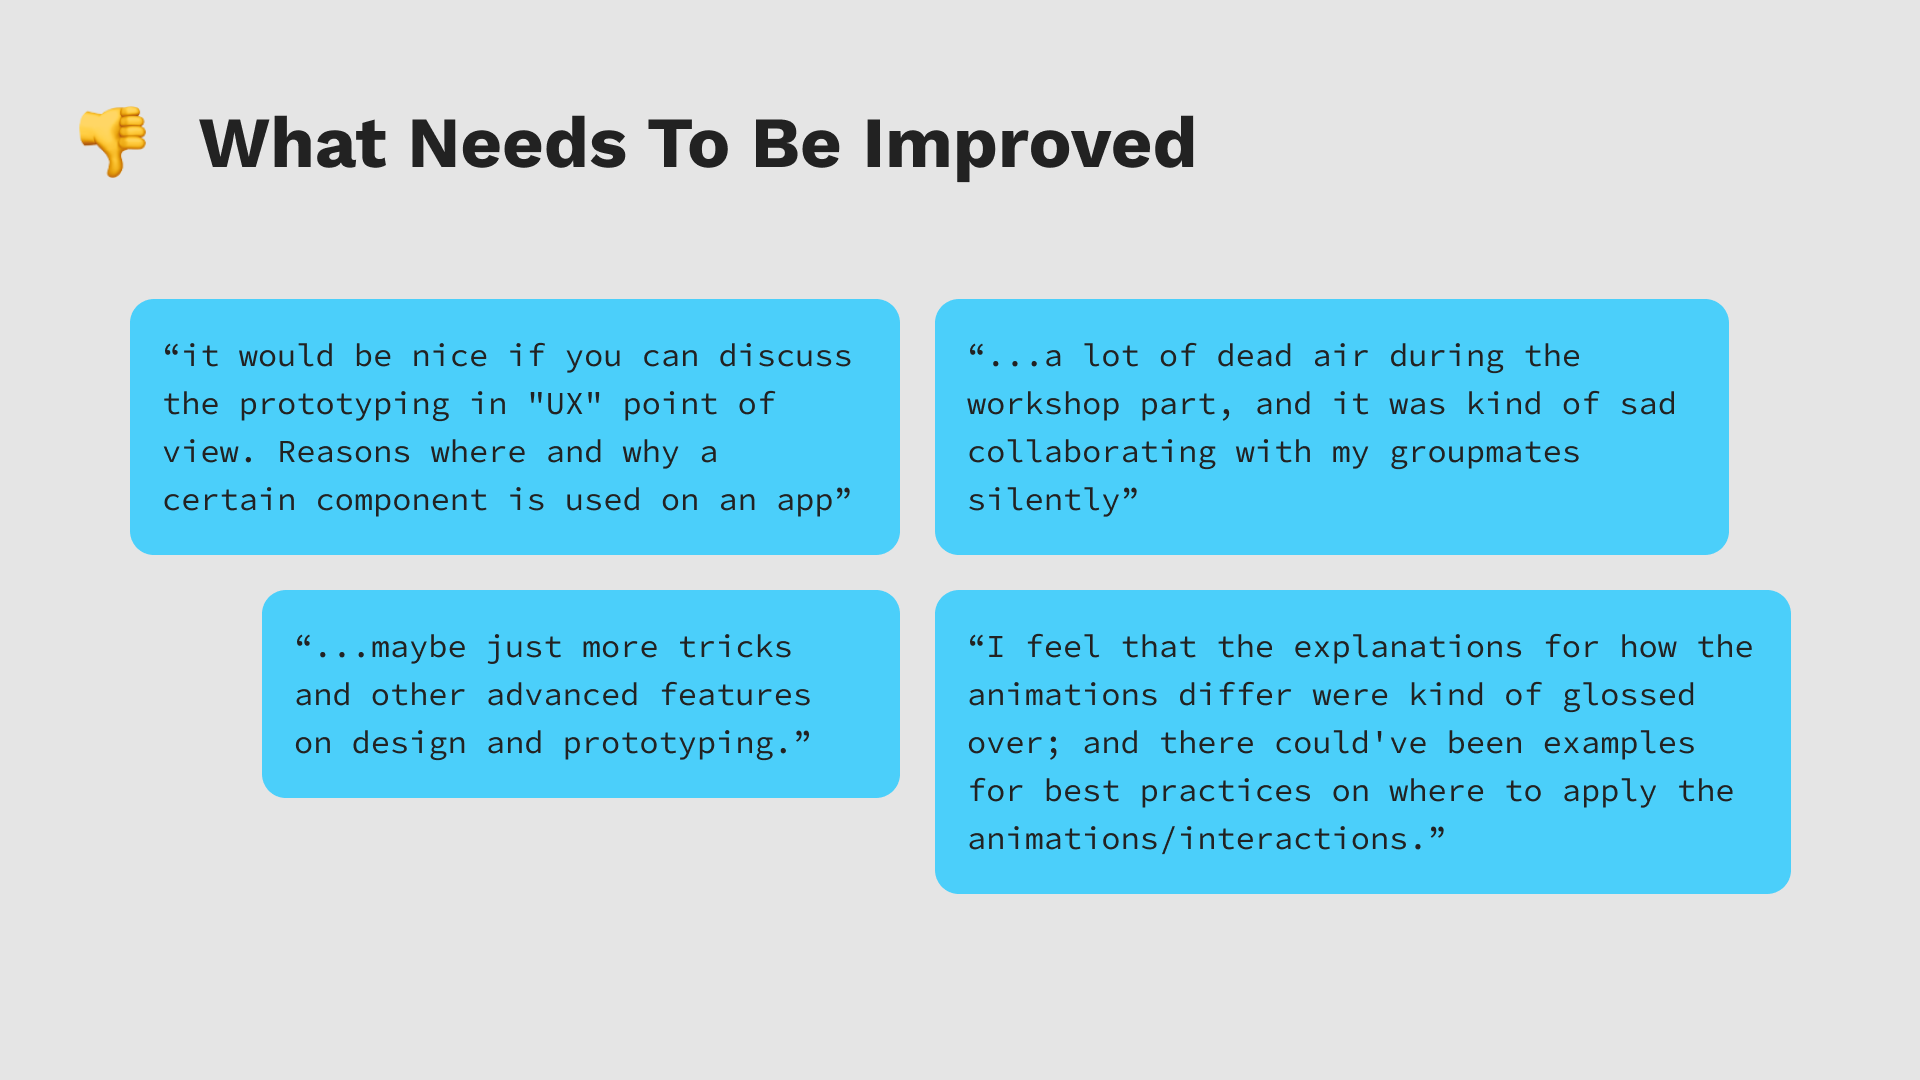 What Needs To Be Improved
“it would be nice if you can discuss
the prototyping in "UX" point of
view. Reasons where and why a
certain component is used on an app”
“...a lot of dead air during the
workshop part, and it was kind of sad
collaborating with my groupmates
silently”
“...maybe just more tricks
and other advanced features
on design and prototyping.”
“I feel that the explanations for how the
animations differ were kind of glossed
over; and there could've been examples
for best practices on where to apply the
animations/interactions.”